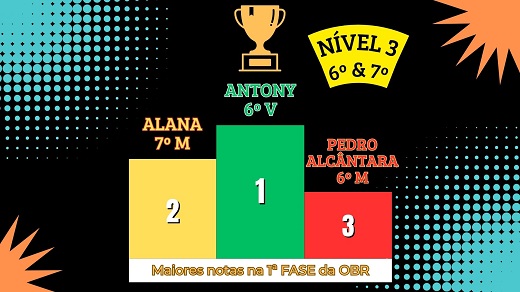 NÍVEL 3
6º & 7º
ANTONY
6º V
ALANA
7º M
PEDRO
ALCÂNTARA
6º M
1
2
3
Maiores notas na 1ª FASE da OBR